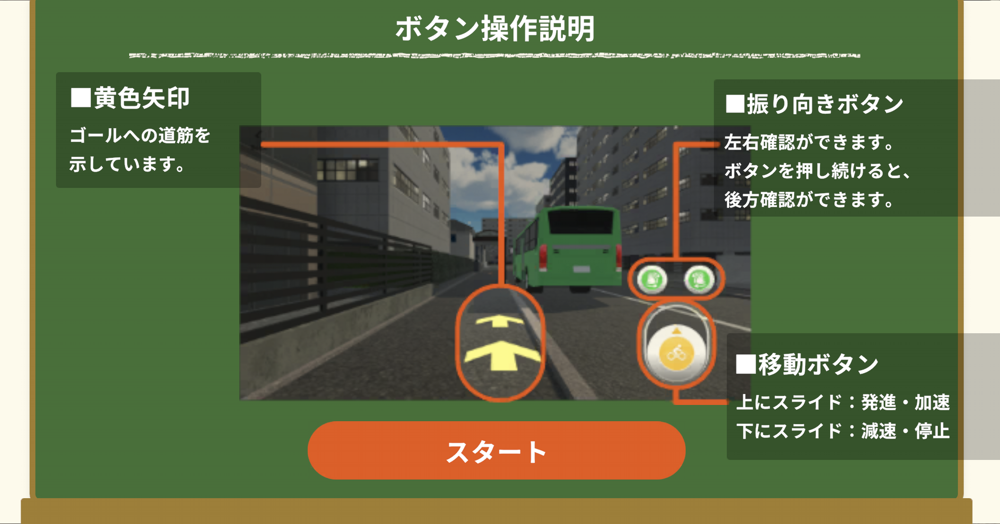 ボタン操作説明
■黄色矢印
ゴールへの道筋を
示しています。
■振り向きボタン
左右確認ができます。
ボタンを押し続けると、
後方確認ができます。
■移動ボタン
上にスライド：発進・加速
下にスライド：減速・停止
スタート